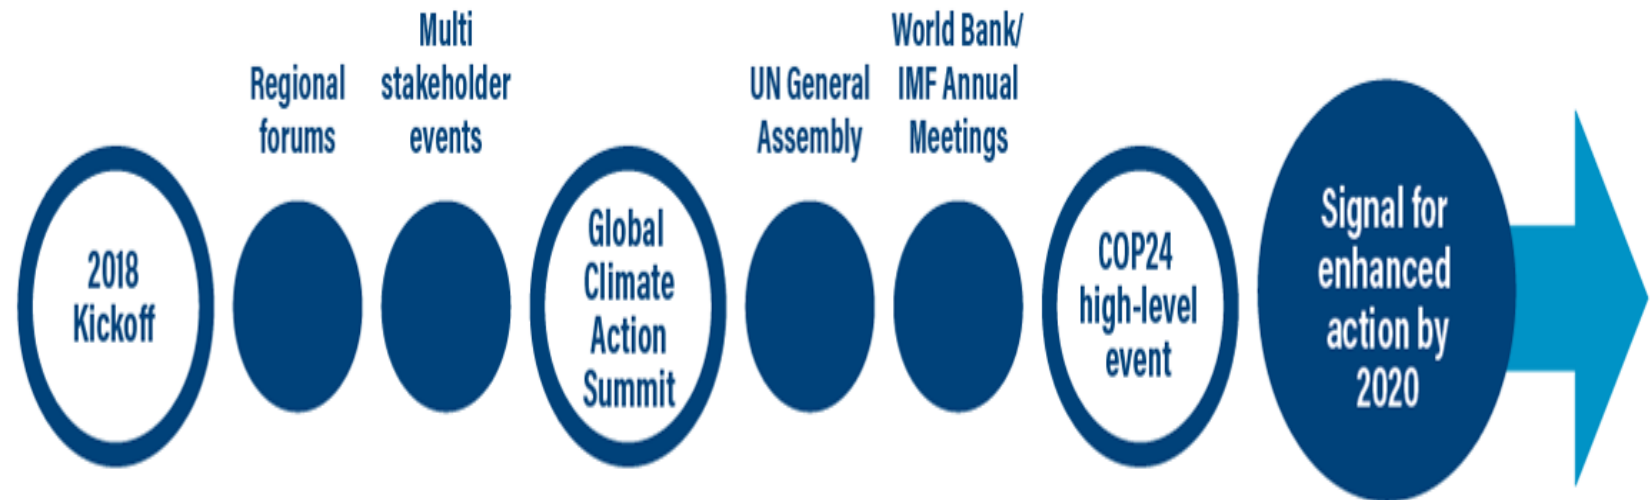 2018
Kickoff
Regional
forums
Multi
stakeholder
events
Global
Climate
Action
Summit
UN General
Assembly
World Bank/
IMF Annual
Meetings
COP24
high-level
event
Signal for
enhanced
action by
2020